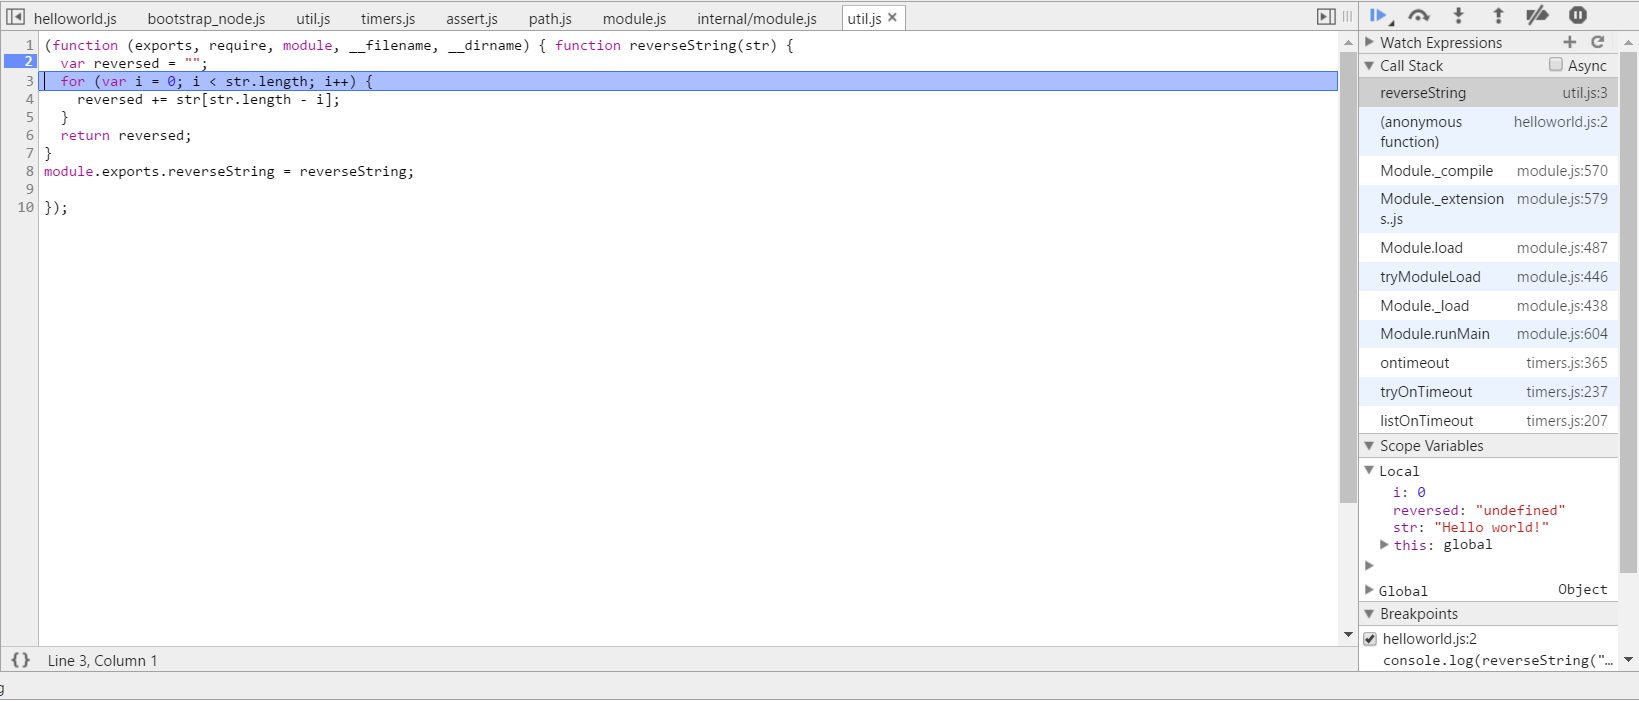 helloworld.js bootstrap_node.js util.js timers.js assert.js path.js module.js internal/module.js util.js ×
1 (function (exports, require, module, __filename, __dirname) { function reverseString(str) {
2 var reversed = "";
3 for (var i = 0; i < str.length; i++) {
4 reversed += str[str.length - i];
5 }
6 return reversed;
7 }
8 module.exports.reverseString = reverseString;
9
10 });
{} Line 3, Column 1
Watch Expressions
Call Stack Async
reverseString util.js:3
(anonymous helloworld.js:2
function)
Module._compile module.js:570
Module._extension module.js:579
s..js
Module.load module.js:487
tryModuleLoad module.js:446
Module._load module.js:438
Module.runMain module.js:604
ontimeout timers.js:365
tryOnTimeout timers.js:237
listOnTimeout timers.js:207
Scope Variables
Local
i: 0
reversed: "undefined"
str: "Hello world!"
this: global
Global Object
Breakpoints
helloworld.js:2
console.log(reverseString("…